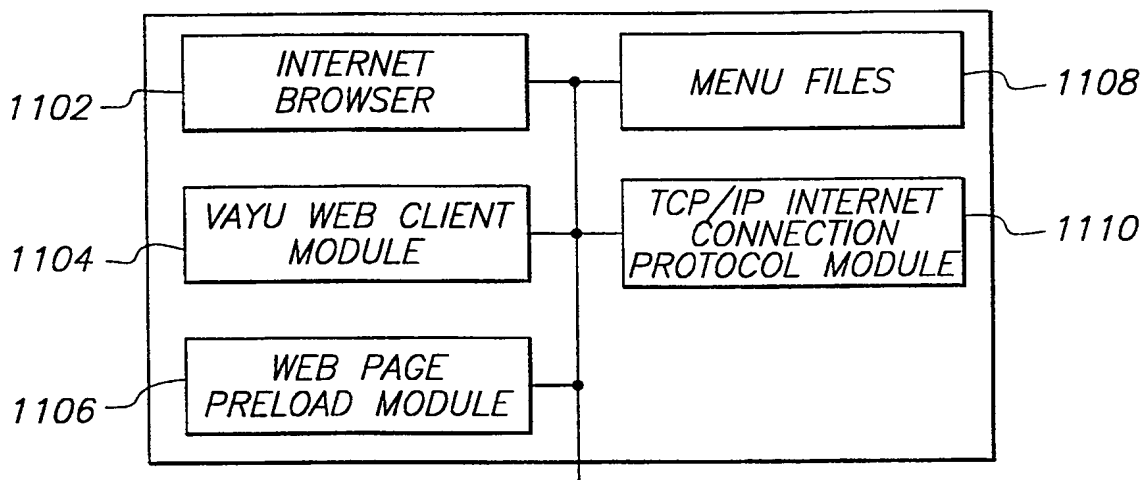 INTERNET
BROWSER
1102
MENU FILES
1108
VAYU WEB CLIENT
MODULE
1104
TCP/IP INTERNET
CONNECTION
PROTOCOL MODULE
1110
WEB PAGE
PRELOAD MODULE
1106